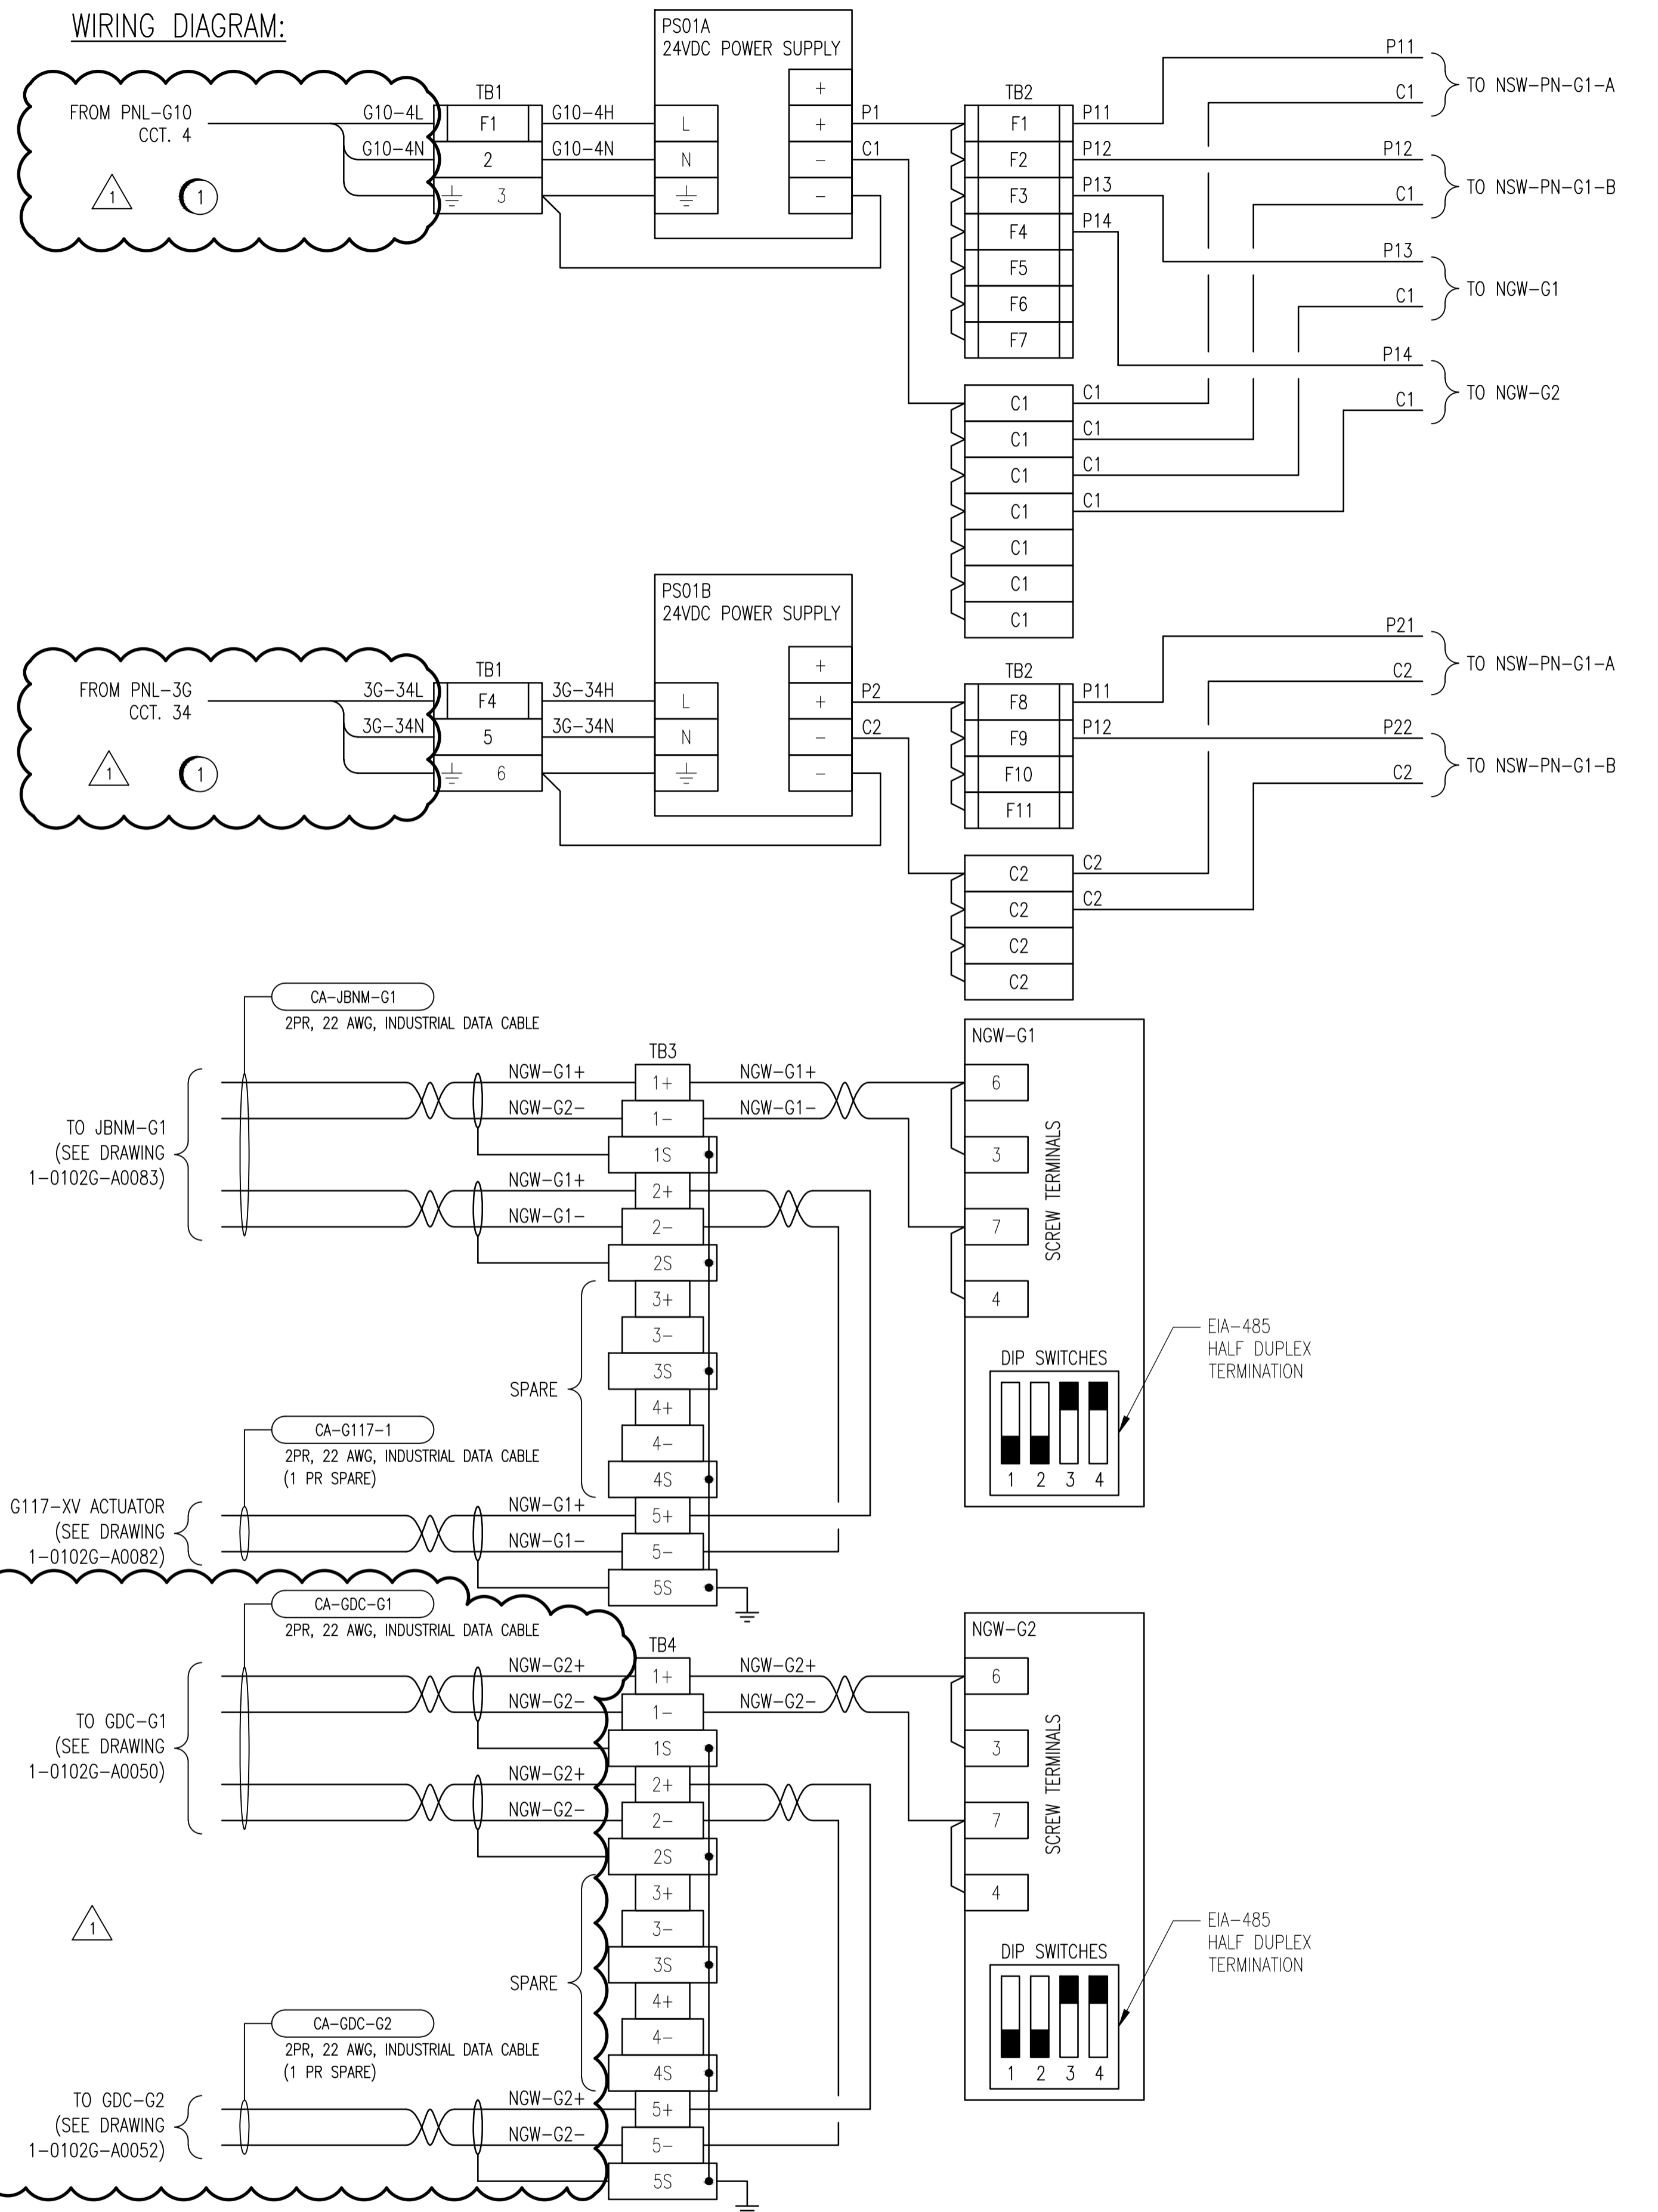 WIRING DIAGRAM:
FROM PNL-G10
CCT. 4
1
1
G10-4L
G10-4N
TB1
F1
2
3
G10-4H
G10-4N
PS01A
24VDC POWER SUPPLY
L
N
+
+
-
-
P1
C1
TB2
F1
F2
F3
F4
F5
F6
F7
P11
P12
P13
P14
C1
C1
C1
C1
C1
C1
C1
C1
C1
C1
C1
P11
C1
TO NSW-PN-G1-A
P12
C1
TO NSW-PN-G1-B
P13
C1
TO NGW-G1
P14
C1
TO NGW-G2
FROM PNL-3G
CCT. 34
1
1
3G-34L
3G-34N
TB1
F4
5
6
3G-34H
3G-34N
PS01B
24VDC POWER SUPPLY
L
N
+
+
-
-
P2
C2
TB2
F8
F9
F10
F11
P11
P12
C2
C2
C2
C2
C2
C2
P21
C2
TO NSW-PN-G1-A
P22
C2
TO NSW-PN-G1-B
CA-JBNM-G1
2PR, 22 AWG, INDUSTRIAL DATA CABLE
TO JBNM-G1
(SEE DRAWING
1-0102G-A0083)
NGW-G1+
NGW-G2-
NGW-G1+
NGW-G1-
TB3
1+
1-
1S
2+
2-
2S
3+
3-
3S
4+
4-
4S
5+
5-
5S
SPARE
NGW-G1+
NGW-G1-
NGW-G1
6
3
7
4
SCREW TERMINALS
DIP SWITCHES
1 2 3 4
EIA-485
HALF DUPLEX
TERMINATION
CA-G117-1
2PR, 22 AWG, INDUSTRIAL DATA CABLE
(1 PR SPARE)
G117-XV ACTUATOR
(SEE DRAWING
1-0102G-A0082)
NGW-G1+
NGW-G1-
CA-GDC-G1
2PR, 22 AWG, INDUSTRIAL DATA CABLE
TO GDC-G1
(SEE DRAWING
1-0102G-A0050)
NGW-G2+
NGW-G2-
NGW-G2+
NGW-G2-
TB4
1+
1-
1S
2+
2-
2S
3+
3-
3S
4+
4-
4S
5+
5-
5S
SPARE
NGW-G2+
NGW-G2-
NGW-G2
6
3
7
4
SCREW TERMINALS
DIP SWITCHES
1 2 3 4
EIA-485
HALF DUPLEX
TERMINATION
1
CA-GDC-G2
2PR, 22 AWG, INDUSTRIAL DATA CABLE
(1 PR SPARE)
TO GDC-G2
(SEE DRAWING
1-0102G-A0052)
NGW-G2+
NGW-G2-